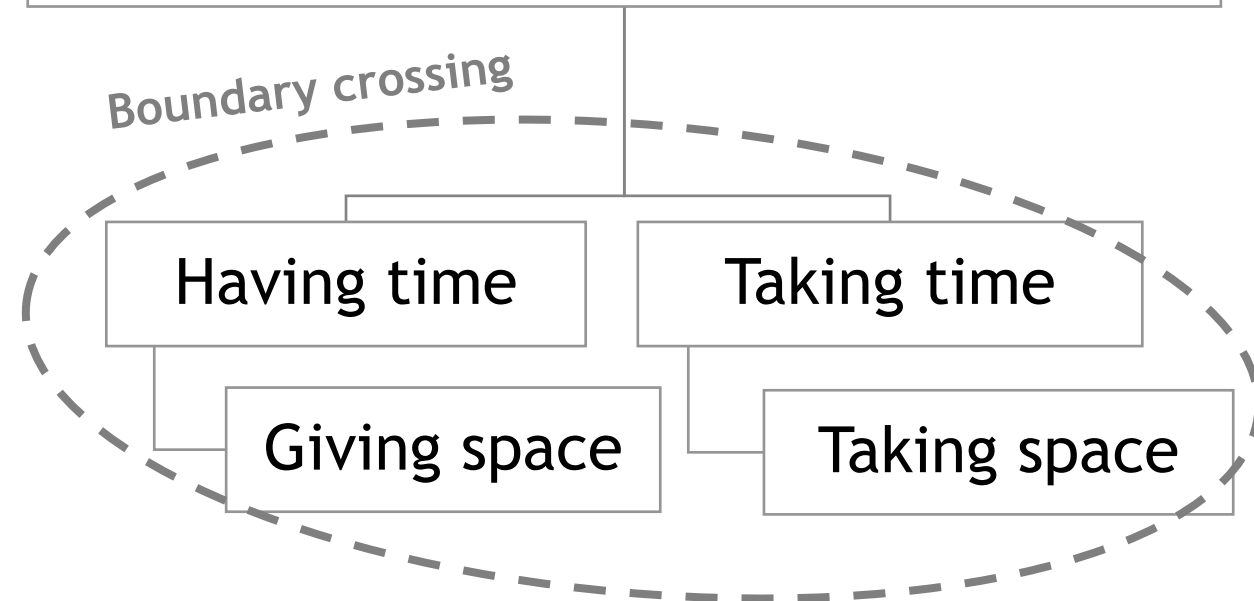 Boundary crossing
Having time
Taking time
Giving space
Taking space